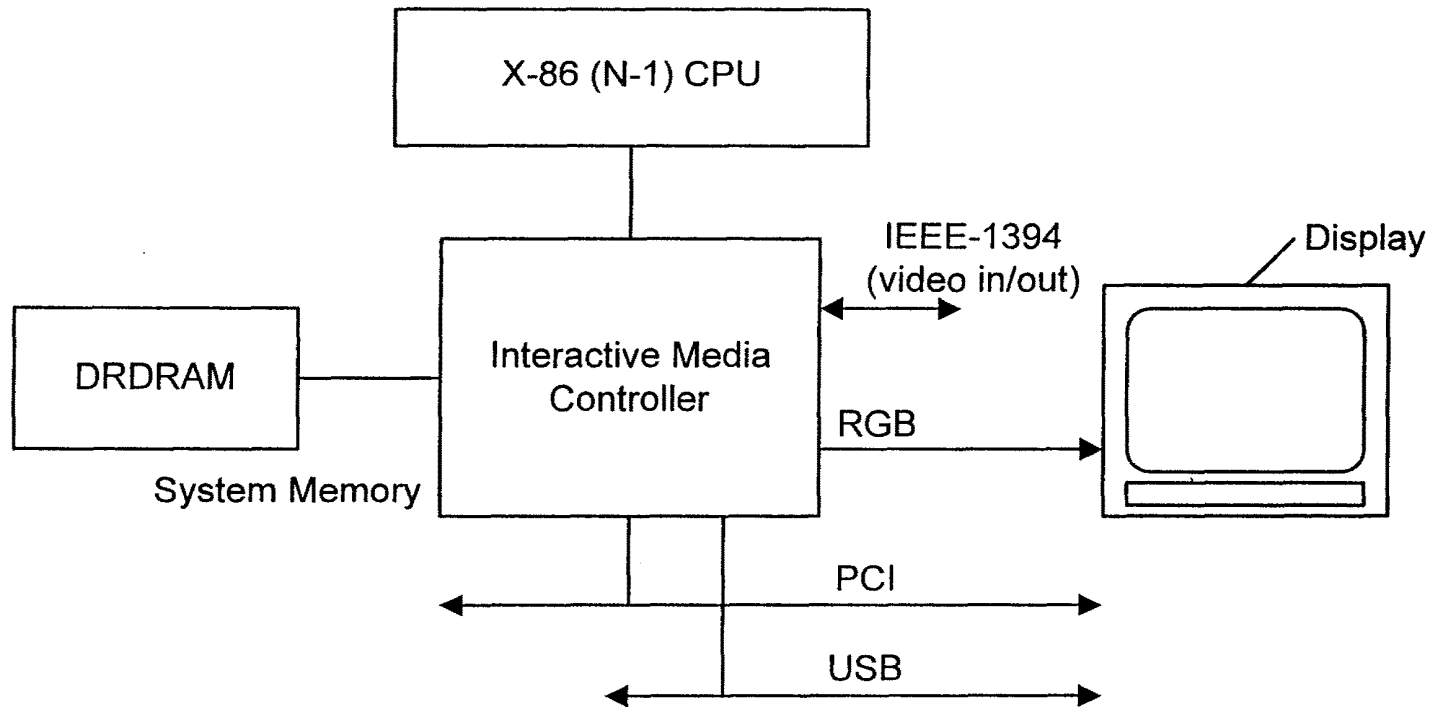 X-86 (N-1) CPU
IEEE-1394
(video in/out)
Display
DRDRAM
Interactive Media
Controller
RGB
System Memory
PCI
USB